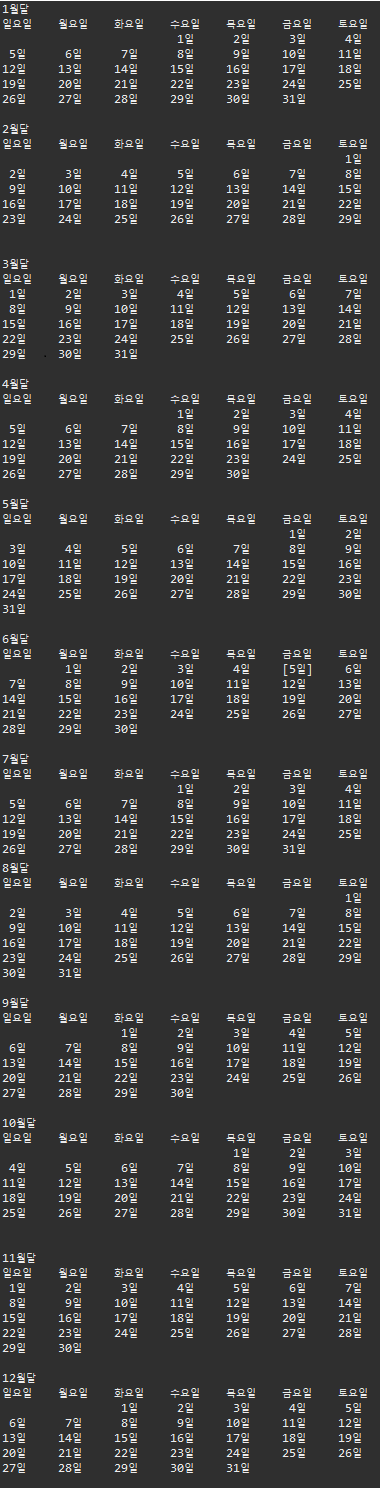 1월달
일요일 월요일 화요일 수요일 목요일 금요일 토요일
1일 2일 3일 4일
5일 6일 7일 8일 9일 10일 11일
12일 13일 14일 15일 16일 17일 18일
19일 20일 21일 22일 23일 24일 25일
26일 27일 28일 29일 30일 31일
2월달
일요일 월요일 화요일 수요일 목요일 금요일 토요일
1일
2일 3일 4일 5일 6일 7일 8일
9일 10일 11일 12일 13일 14일 15일
16일 17일 18일 19일 20일 21일 22일
23일 24일 25일 26일 27일 28일 29일
3월달
일요일 월요일 화요일 수요일 목요일 금요일 토요일
1일 2일 3일 4일 5일 6일 7일
8일 9일 10일 11일 12일 13일 14일
15일 16일 17일 18일 19일 20일 21일
22일 23일 24일 25일 26일 27일 28일
29일 30일 31일
4월달
일요일 월요일 화요일 수요일 목요일 금요일 토요일
1일 2일 3일 4일
5일 6일 7일 8일 9일 10일 11일
12일 13일 14일 15일 16일 17일 18일
19일 20일 21일 22일 23일 24일 25일
26일 27일 28일 29일 30일
5월달
일요일 월요일 화요일 수요일 목요일 금요일 토요일
1일 2일
3일 4일 5일 6일 7일 8일 9일
10일 11일 12일 13일 14일 15일 16일
17일 18일 19일 20일 21일 22일 23일
24일 25일 26일 27일 28일 29일 30일
31일
6월달
일요일 월요일 화요일 수요일 목요일 금요일 토요일
1일 2일 3일 4일 [5일] 6일
7일 8일 9일 10일 11일 12일 13일
14일 15일 16일 17일 18일 19일 20일
21일 22일 23일 24일 25일 26일 27일
28일 29일 30일
7월달
일요일 월요일 화요일 수요일 목요일 금요일 토요일
1일 2일 3일 4일
5일 6일 7일 8일 9일 10일 11일
12일 13일 14일 15일 16일 17일 18일
19일 20일 21일 22일 23일 24일 25일
26일 27일 28일 29일 30일 31일
8월달
일요일 월요일 화요일 수요일 목요일 금요일 토요일
1일
2일 3일 4일 5일 6일 7일 8일
9일 10일 11일 12일 13일 14일 15일
16일 17일 18일 19일 20일 21일 22일
23일 24일 25일 26일 27일 28일 29일
30일 31일
9월달
일요일 월요일 화요일 수요일 목요일 금요일 토요일
1일 2일 3일 4일 5일
6일 7일 8일 9일 10일 11일 12일
13일 14일 15일 16일 17일 18일 19일
20일 21일 22일 23일 24일 25일 26일
27일 28일 29일 30일
10월달
일요일 월요일 화요일 수요일 목요일 금요일 토요일
1일 2일 3일
4일 5일 6일 7일 8일 9일 10일
11일 12일 13일 14일 15일 16일 17일
18일 19일 20일 21일 22일 23일 24일
25일 26일 27일 28일 29일 30일 31일
11월달
일요일 월요일 화요일 수요일 목요일 금요일 토요일
1일 2일 3일 4일 5일 6일 7일
8일 9일 10일 11일 12일 13일 14일
15일 16일 17일 18일 19일 20일 21일
22일 23일 24일 25일 26일 27일 28일
29일 30일
12월달
일요일 월요일 화요일 수요일 목요일 금요일 토요일
1일 2일 3일 4일 5일
6일 7일 8일 9일 10일 11일 12일
13일 14일 15일 16일 17일 18일 19일
20일 21일 22일 23일 24일 25일 26일
27일 28일 29일 30일 31일